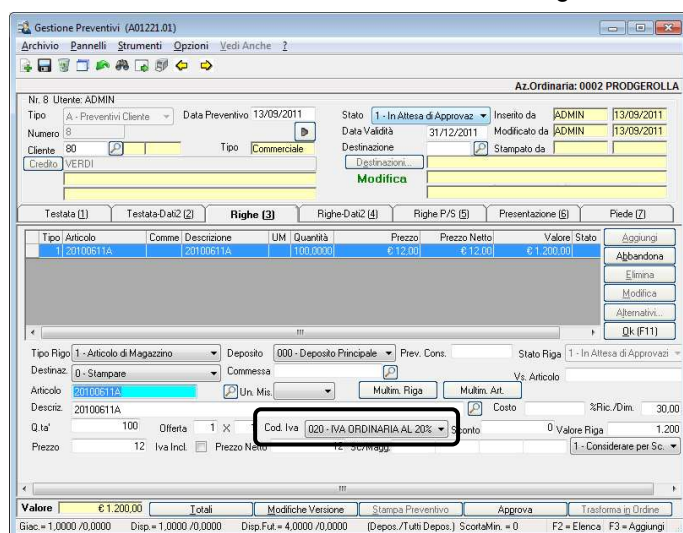 Gestione Preventivi (A01221.01)
Archivio Pannelli Strumenti Opzioni Vedi Anche ?
Az.Ordinaria: 0002 PRODGEROLLA
Nr. 8 Utente: ADMIN
Tipo A - Preventivi Cliente Data Preventivo 13/09/2011 Stato 1 - In Attesa di Approvaz Inserito da ADMIN 13/09/2011
Numero 8 Data Validità 31/12/2011 Modificato da ADMIN 13/09/2011
Cliente 80 Tipo Commerciale Destinazione Stampato da
Credito VERDI Destinazioni...
Modifica
Testata (1) Testata-Dati2 (2) Righe (3) Righe-Dati2 (4) Righe P/S (5) Presentazione (6) Piede (7)
Tipo Articolo Comme Descrizione UM Quantità Prezzo Prezzo Netto Valore Stato Aggiungi
1 20100611A 20100611A 100,0000 € 12,00 € 12,00 € 1.200,00 Abbandona
Elimina
Modifica
Alternativi...
Ok (F11)
Tipo Rigo 1 - Articolo di Magazzino Deposito 000 - Deposito Principale Prev. Cons. Stato Riga 1 - In Attesa di Approvazi
Destinaz. 0 - Stampare Commessa Vs. Articolo
Articolo 20100611A Un. Mis. Multim. Riga Multim. Art.
Descriz. 20100611A Costo %Ric./Dim. 30,00
Q.ta' 100 Offerta 1 X Cod. Iva 020 - IVA ORDINARIA AL 20% Sconto 0 Valore Riga 1.200
Prezzo 12 Iva Incl. Prezzo Netto 12 Sc/Magg. 1 - Considerare per Sc.
Valore € 1.200,00 Totali Modifiche Versione Stampa Preventivo Approva Trasforma in Ordine
Giac.= 1,0000 /0,0000 Disp.= 1,0000 /0,0000 Disp.Fut.= 4,0000 /0,0000 (Depos./Tutti Depos.) ScortaMin. = 0 F2 = Elenca F3 = Aggiungi